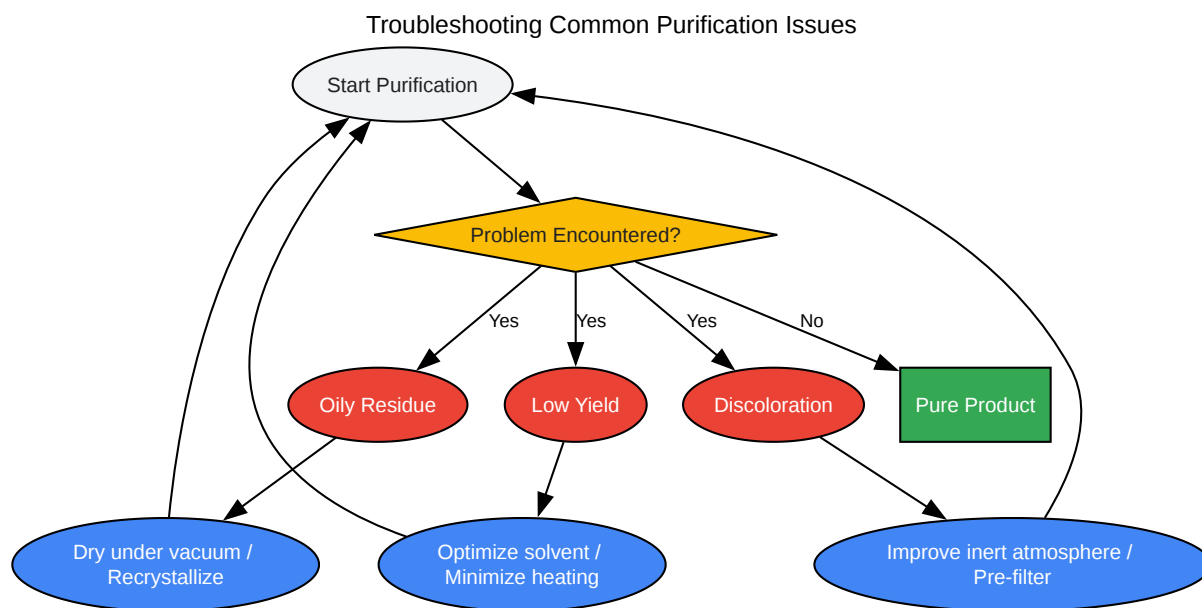 Troubleshooting Common Purification Issues
Start Purification
Problem Encountered?
Yes
Yes
Yes
No
Oily Residue
Low Yield
Discoloration
Pure Product
Dry under vacuum /
Recrystallize
Optimize solvent /
Minimize heating
Improve inert atmosphere /
Pre-filter